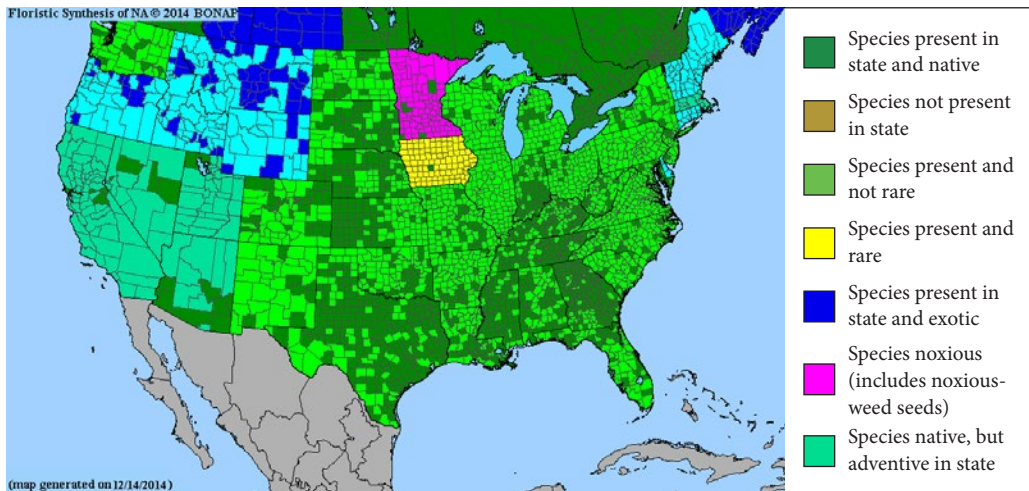 Floristic Synthesis of NA © 2014 BONAP
Species present in
state and native
Species not present
in state
Species present and
not rare
Species present and
rare
Species present in
state and exotic
Species noxious
(includes noxious-
weed seeds)
Species native, but
adventive in state
(map generated on 12/14/2014)